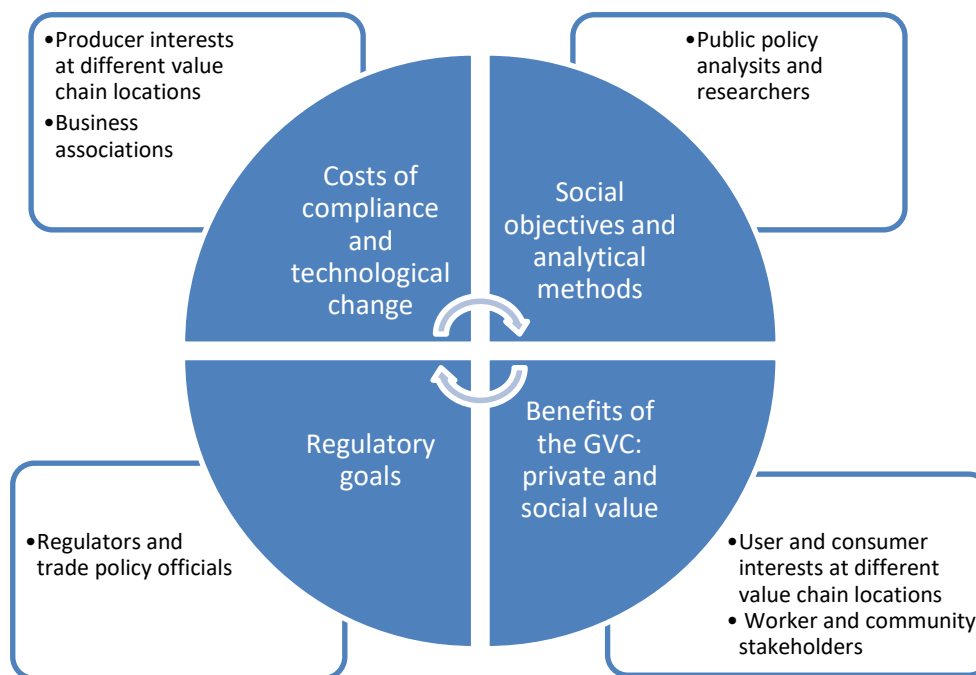 •Producer interests
at different value
chain locations
•Business
associations
•Public policy
analysits and
researchers
Costs of
compliance
and
technological
change
Social
objectives and
analytical
methods
Regulatory
goals
Benefits of
the GVC:
private and
social value
•Regulators and
trade policy officials
•User and consumer
interests at different
value chain locations
• Worker and community
stakeholders